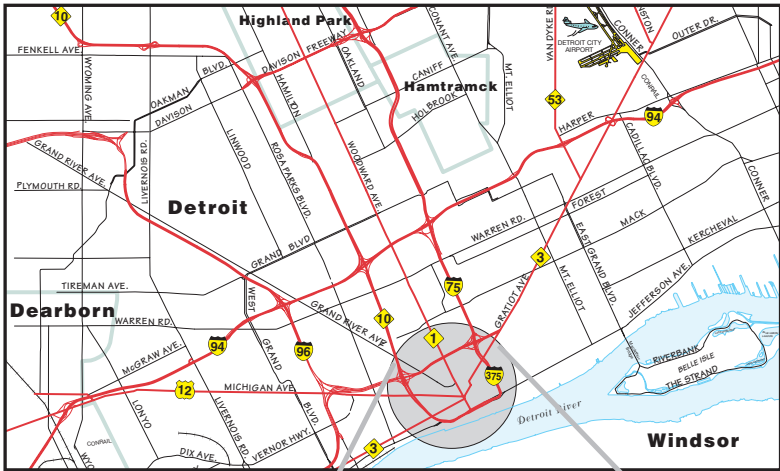 10
Highland Park
FENKELL AVE.
WYOMING AVE.
OAKMAN BLVD.
DAVISON FREEWAY
DAVISON
HAMILTON
OAKLAND
CONANT AVE
CANIFF
Hamtramck
HOLBROOK
MT. ELLIOT
VAN DYKE R
DETROIT CITY
AIRPORT
CONNER
NSTON
OUTER DR.
CONRAIL
53
94
HARPER
CADILLAC BLVD.
CONNER
GRAND RIVER AVE.
PLYMOUTH RD.
LIVERNOIS RD.
LINWOOD
ROSA PARKS BLVD.
WOODWARD AVE.
Detroit
GRAND BLVD
WARREN RD.
FOREST
MACK
KERCHEVAL
EAST GRAND BLVD.
MT. ELLIOT
JEFFERSON AVE.
3
GRATIOT AVE
75
TIREMAN AVE.
Dearborn
WARREN RD.
WEST GRAND BLVD.
GRAND RIVER AVE
10
1
94
96
McGRAW AVE.
12
MICHIGAN AVE.
375
RIVERBANK
BELLE ISLE
THE STRAND
Detroit River
Windsor
LONYO
LIVERNOIS RD.
CONRAIL
WYO
DIX AVE.
VERNOR HWY.
3